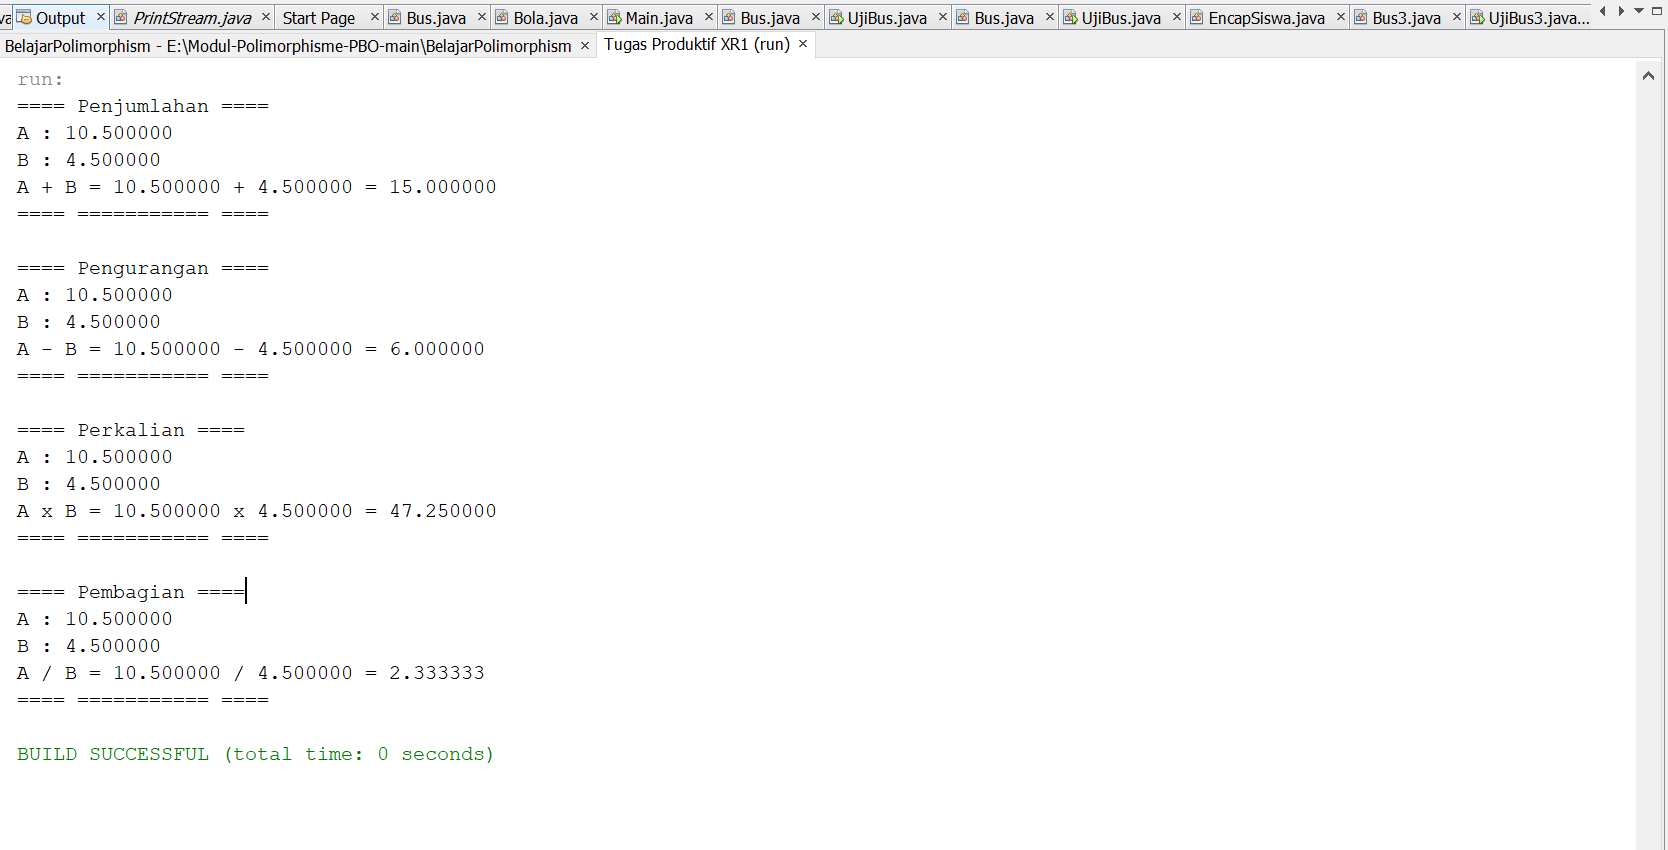 Output PrintStream.java Start Page Bus.java Bola.java Main.java Bus.java UjiBus.java Bus.java UjiBus.java EncapSiswa.java Bus3.java UjiBus3.java...
BelajarPolimorphism - E:\Modul-Polimorphisme-PBO-main\BelajarPolimorphism Tugas Produktif XR1 (run)
run:
==== Penjumlahan ====
A : 10.500000
B : 4.500000
A + B = 10.500000 + 4.500000 = 15.000000
==== =========== ====
==== Pengurangan ====
A : 10.500000
B : 4.500000
A - B = 10.500000 - 4.500000 = 6.000000
==== =========== ====
==== Perkalian ====
A : 10.500000
B : 4.500000
A x B = 10.500000 x 4.500000 = 47.250000
==== =========== ====
==== Pembagian ====
A : 10.500000
B : 4.500000
A / B = 10.500000 / 4.500000 = 2.333333
==== =========== ====
BUILD SUCCESSFUL (total time: 0 seconds)